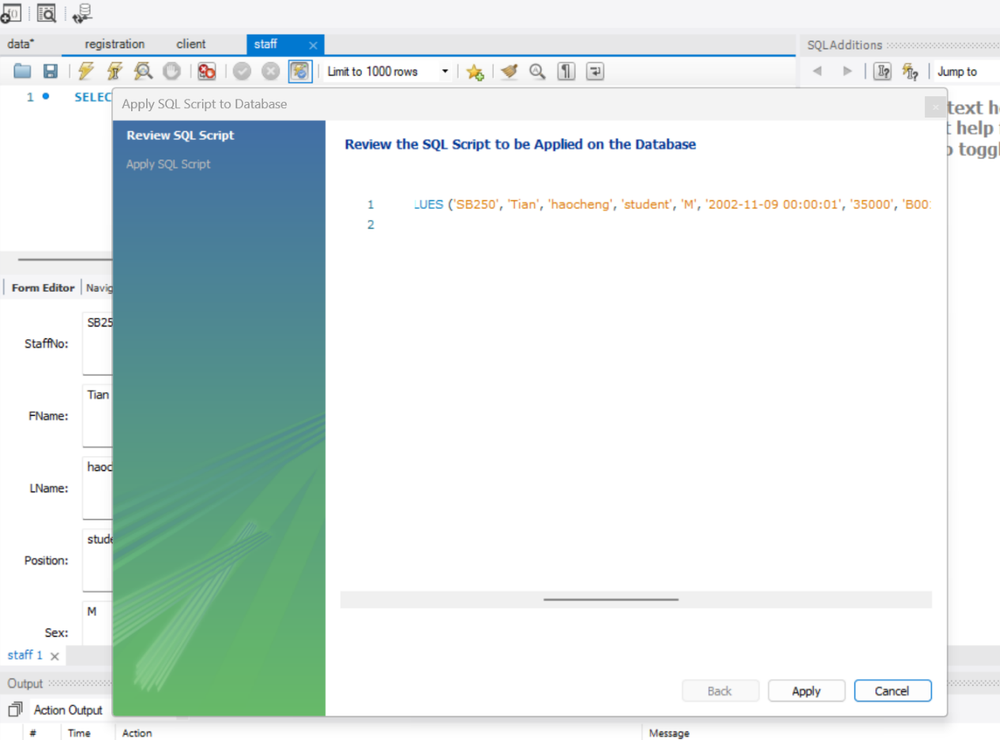 data*
registration
client
staff
SQLAdditions
Limit to 1000 rows
Jump to
1
SELEC
Apply SQL Script to Database
text h
t help
toggl
Review SQL Script
Apply SQL Script
Review the SQL Script to be Applied on the Database
1 LUES ('SB250', 'Tian', 'haocheng', 'student', 'M', '2002-11-09 00:00:01', '35000', 'B00
2
Form Editor
Navig
StaffNo:
SB25
FName:
Tian
LName:
haoc
Position:
stude
Sex:
M
staff 1
Output
Back
Apply
Cancel
Action Output
# Time Action Message